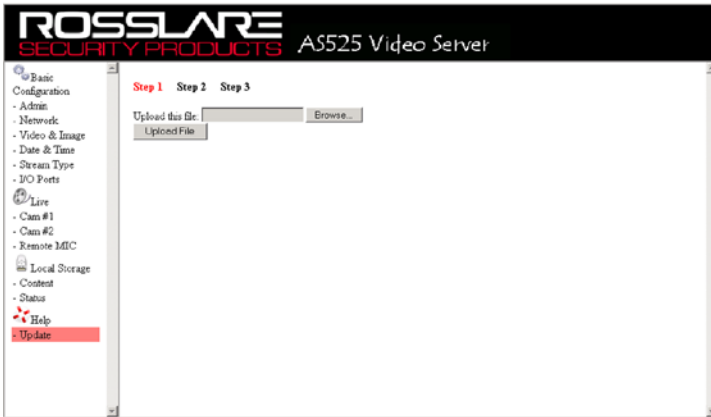 ROSSLARE
SECURITY PRODUCTS
AS525 Video Server
Basic
Configuration
- Admin
- Network
- Video & Image
- Date & Time
- Stream Type
- I/O Ports
Live
- Cam #1
- Cam #2
- Remote MIC
Local Storage
- Content
- Status
Help
- Update
Step 1 Step 2 Step 3
Upload this file: Browse...
Upload File